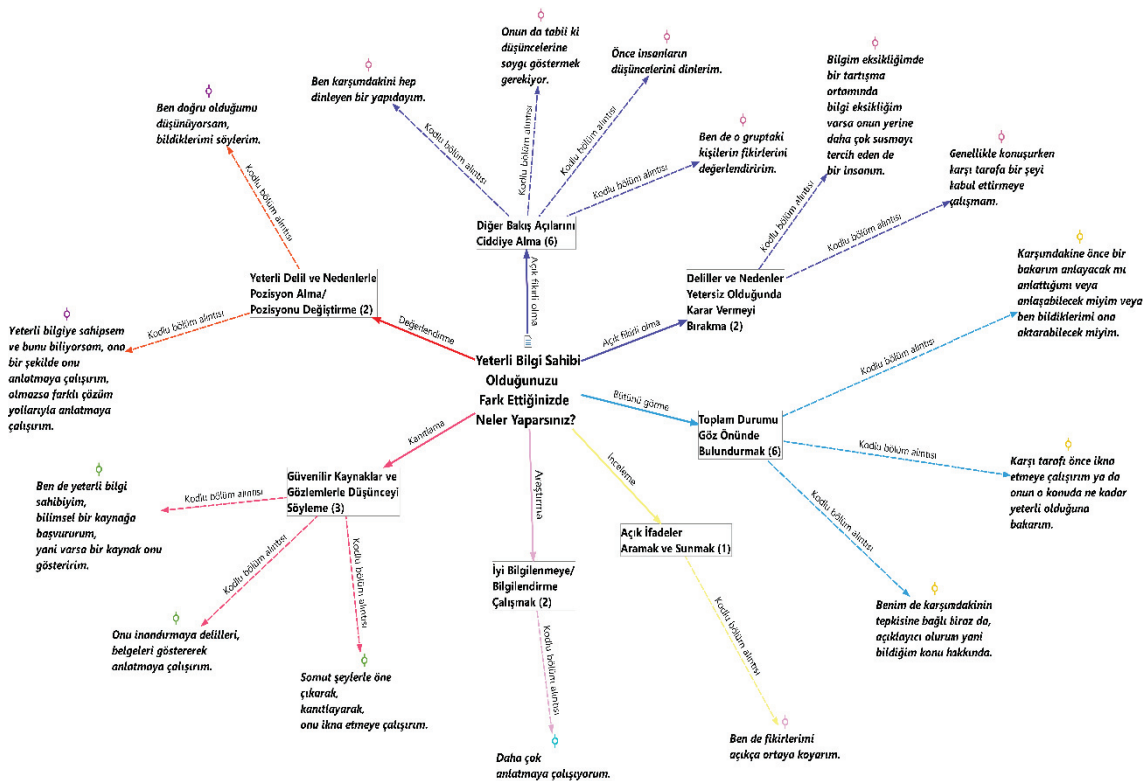 Onun da tabii ki
düşüncelerine
saygı göstermek
gerekiyor.
Önce insanların
düşüncelerini dinlerim.
Ben karşımdakini hep
dinleyen bir yapıdayım.
Bilgim eksikliğimde
bir tartışma
ortamında
bilgi eksikliğim
varsa onun yerine
daha çok susmayı
tercih eden de
bir insanım.
Ben doğru olduğumu
düşünüyorsam,
bildiklerimi söylerim.
Ben de o gruptaki
kişilerin fikirlerini
değerlendiririm.
Genellikle konuşurken
karşı tarafa bir şeyi
kabul ettirmeye
çalışmam.
Kodlu bölüm alıntısı
Kodlu bölüm alıntısı
Kodlu bölüm alıntısı
Kodlu bölüm alıntısı
Kodlu bölüm alıntısı
Kodlu bölüm alıntısı
Kodlu bölüm alıntısı
Diğer Bakış Açılarını
Ciddiye Alma (6)
Açık fikirli olma
Yeterli Delil ve Nedenlerle
Pozisyon Alma/
Pozisyonu Değiştirme (2)
Değerlendirme
Deliller ve Nedenler
Yetersiz Olduğunda
Karar Vermeyi
Bırakma (2)
Açık fikirli olma
Karşındakine önce bir
bakarım anlayacak mı
anlattığımı veya
anlaşabilecek miyim veya
ben bildiklerimi ona
aktarabilecek miyim.
Kodlu bölüm alıntısı
Yeterli bilgiye sahipsem
ve bunu biliyorsam, ona
bir şekilde onu
anlatmaya çalışırım,
olmazsa farklı çözüm
yollarıyla anlatmaya
çalışırım.
Kodlu bölüm alıntısı
Yeterli Bilgi Sahibi
Olduğunuzu
Fark Ettiğinizde
Neler Yaparsınız?
Bütünü görme
Toplam Durumu
Göz Önünde
Bulundurmak (6)
Kodlu bölüm alıntısı
Karşı tarafı önce ikna
etmeye çalışırım ya da
onun o konuda ne kadar
yeterli olduğuna
bakarım.
Kodlu bölüm alıntısı
Benim de karşımdakinin
tepkisine bağlı biraz da,
açıklayıcı olurum yani
bildiğim konu hakkında.
Kanıtlama
Güvenilir Kaynaklar ve
Gözlemlerle Düşünceyi
Söyleme (3)
Kodlu bölüm alıntısı
Ben de yeterli bilgi
sahibiyim,
bilimsel bir kaynağa
başvururum,
yani varsa bir kaynak onu
gösteririm.
Kodlu bölüm alıntısı
Onu inandırmaya delilleri,
belgeleri göstererek
anlatmaya çalışırım.
Kodlu bölüm alıntısı
Somut şeylerle öne
çıkarak,
kanıtlayarak,
onu ikna etmeye çalışırım.
Araştırma
İyi Bilgilenmeye/
Bilgilendirme
Çalışmak (2)
Kodlu bölüm alıntısı
Daha çok
anlatmaya çalışıyorum.
İnceleme
Açık İfadeler
Aramak ve Sunmak (1)
Kodlu bölüm alıntısı
Ben de fikirlerimi
açıkça ortaya koyarım.